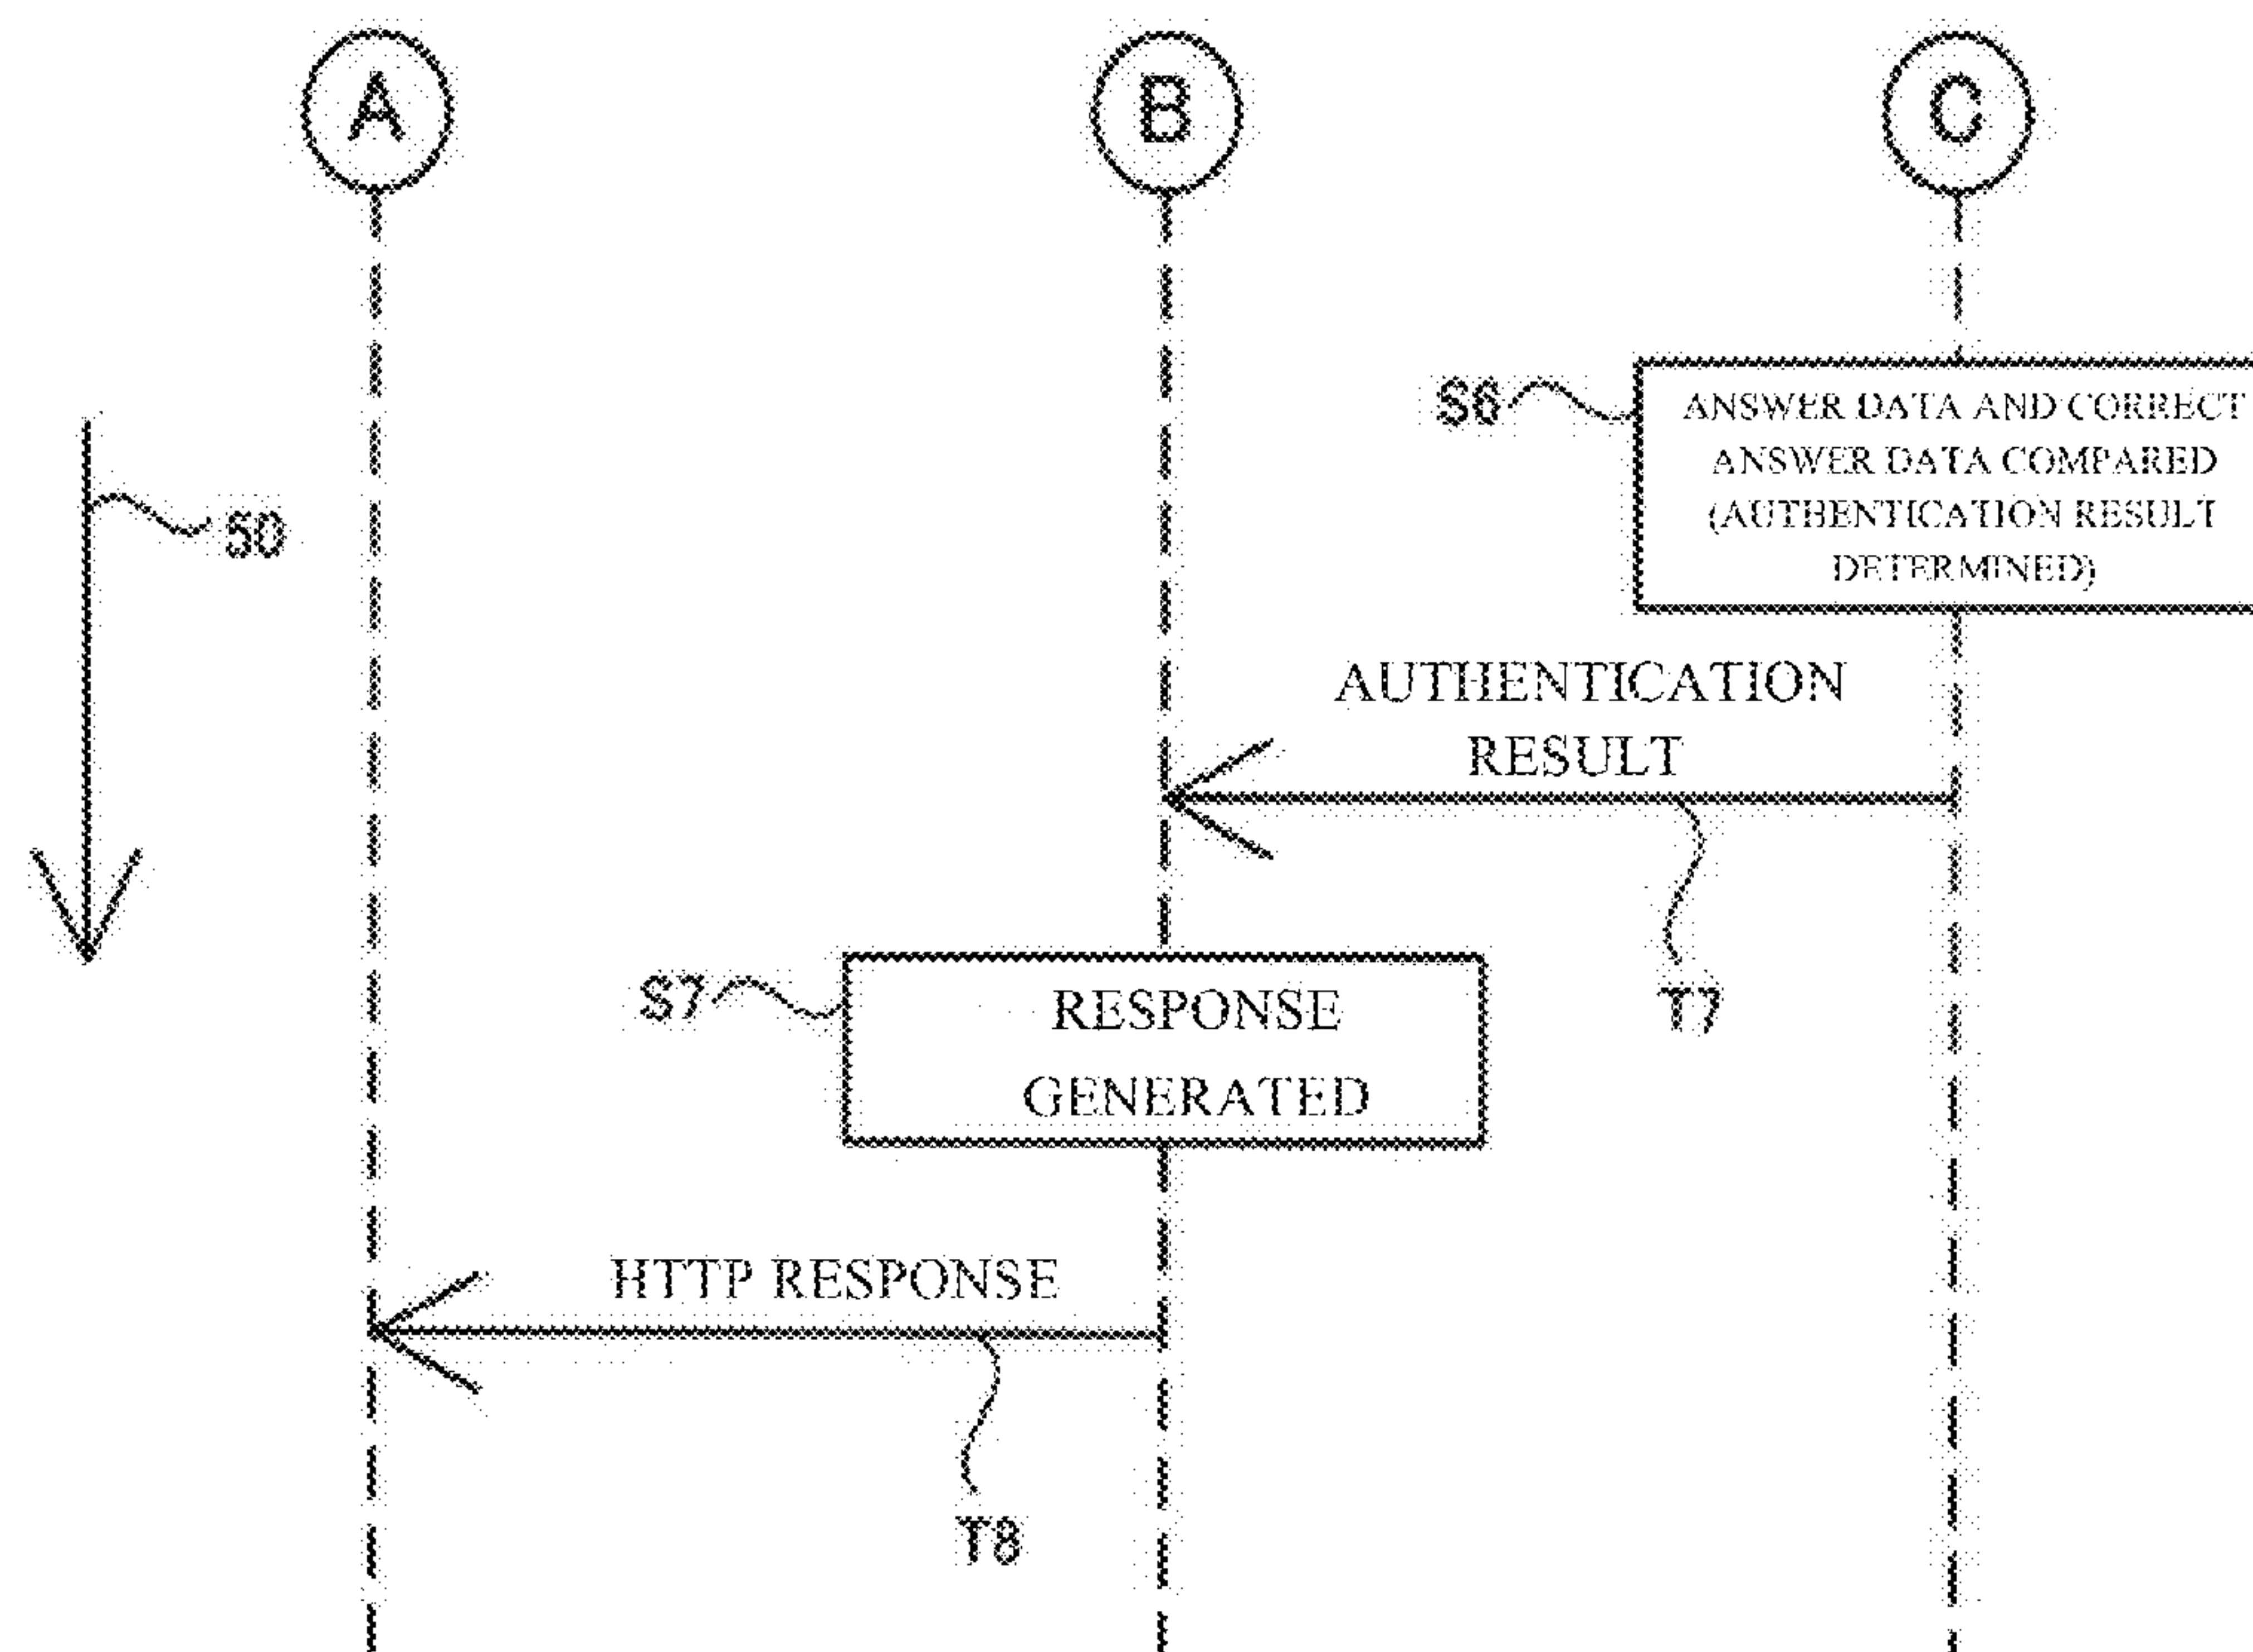 A B C
S6
ANSWER DATA AND CORRECT
ANSWER DATA COMPARED
(AUTHENTICATION RESULT
DETERMINED)
50
AUTHENTICATION
RESULT
T7
S7
RESPONSE
GENERATED
HTTP RESPONSE
T8